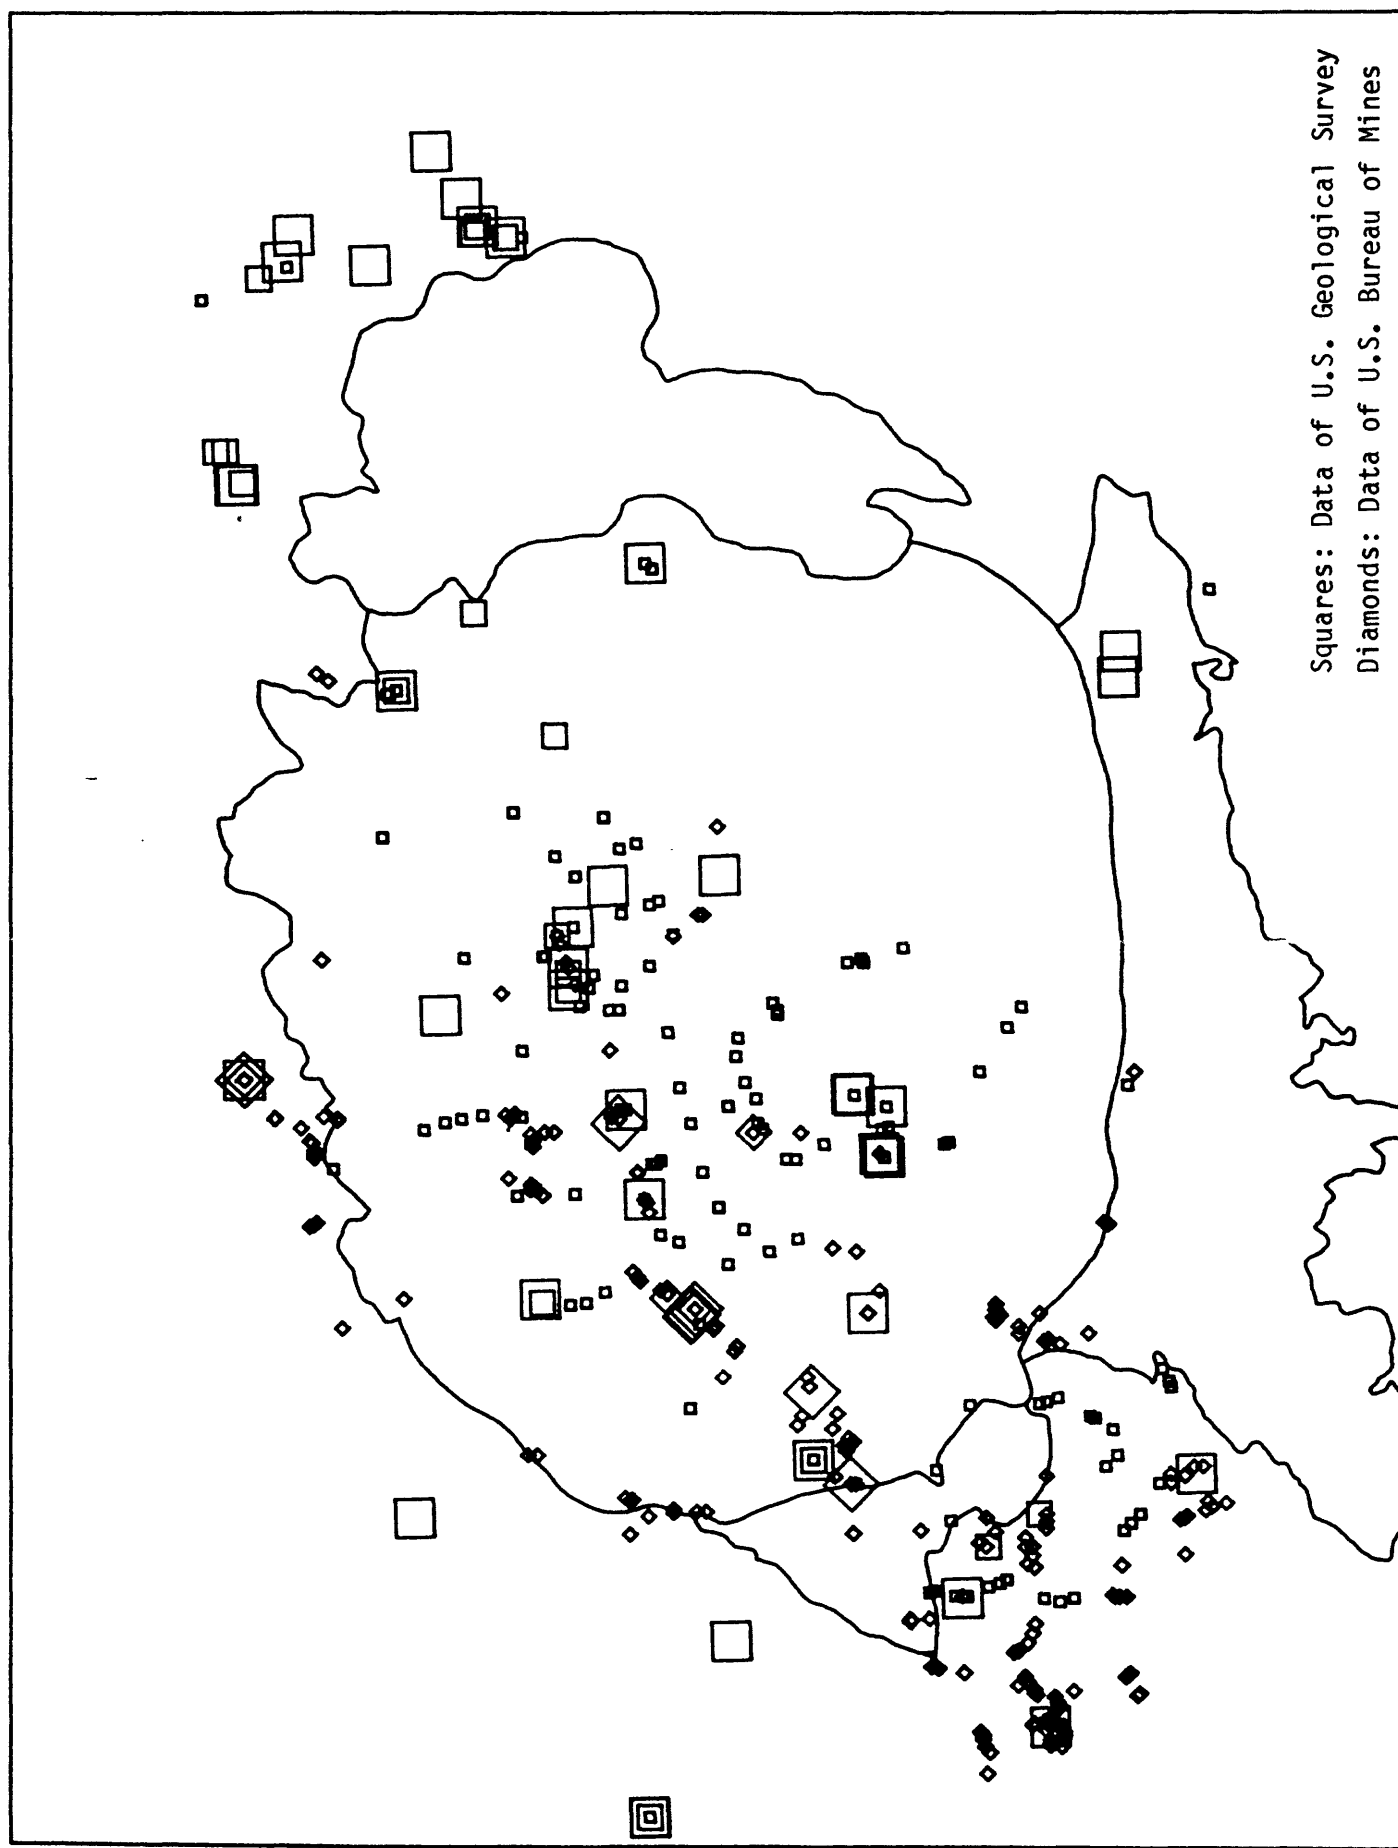 Squares: Data of U.S. Geological Survey
Diamonds: Data of U.S. Bureau of Mines